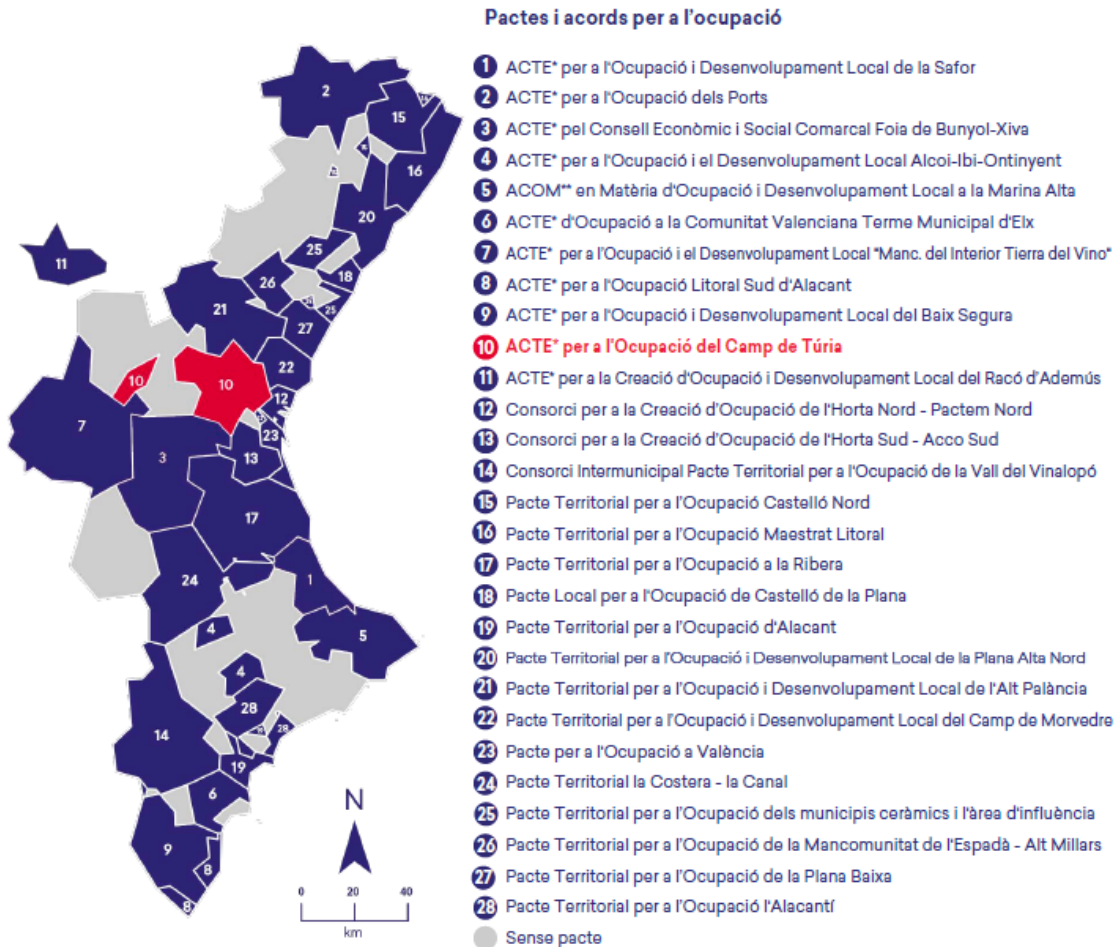 Pactes i acords per a l'ocupació
1 ACTE* per a l'Ocupació i Desenvolupament Local de la Safor
2 ACTE* per a l'Ocupació dels Ports
3 ACTE* pel Consell Econòmic i Social Comarcal Foia de Bunyol-Xiva
4 ACTE* per a l'Ocupació i el Desenvolupament Local Alcoi-Ibi-Ontinyent
5 ACOM** en Matèria d'Ocupació i Desenvolupament Local a la Marina Alta
6 ACTE* d'Ocupació a la Comunitat Valenciana Terme Municipal d'Elx
7 ACTE* per a l'Ocupació i el Desenvolupament Local "Manc. del Interior Tierra del Vino"
8 ACTE* per a l'Ocupació Litoral Sud d'Alacant
9 ACTE* per a l'Ocupació i Desenvolupament Local del Baix Segura
10 ACTE* per a l'Ocupació del Camp de Túria
11 ACTE* per a la Creació d'Ocupació i Desenvolupament Local del Racó d'Ademús
12 Consorci per a la Creació d'Ocupació de l'Horta Nord - Pactem Nord
13 Consorci per a la Creació d'Ocupació de l'Horta Sud - Acco Sud
14 Consorci Intermunicipal Pacte Territorial per a l'Ocupació de la Vall del Vinalopó
15 Pacte Territorial per a l'Ocupació Castelló Nord
16 Pacte Territorial per a l'Ocupació Maestrat Litoral
17 Pacte Territorial per a l'Ocupació a la Ribera
18 Pacte Local per a l'Ocupació de Castelló de la Plana
19 Pacte Territorial per a l'Ocupació d'Alacant
20 Pacte Territorial per a l'Ocupació i Desenvolupament Local de la Plana Alta Nord
21 Pacte Territorial per a l'Ocupació i Desenvolupament Local de l'Alt Palància
22 Pacte Territorial per a l'Ocupació i Desenvolupament Local del Camp de Morvedre
23 Pacte per a l'Ocupació a València
24 Pacte Territorial la Costera - la Canal
25 Pacte Territorial per a l'Ocupació dels municipis ceràmics i l'àrea d'influència
26 Pacte Territorial per a l'Ocupació de la Mancomunitat de l'Espadà - Alt Millars
27 Pacte Territorial per a l'Ocupació de la Plana Baixa
28 Pacte Territorial per a l'Ocupació l'Alacantí
Sense pacte
2
15
16
20
25
11
18
26
21
25
27
22
10
10
12
7
23
3
13
17
24
1
4
5
4
28
28
14
19
6
9
8
8
N
0 20 40
km